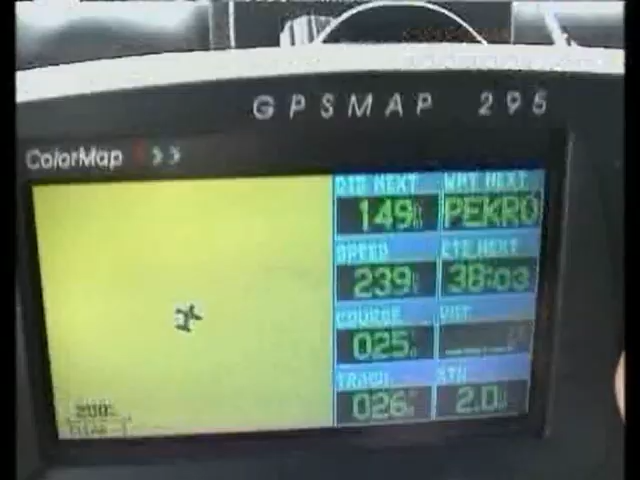 GPSMAP 295
ColorMap >>
DIS NEXT WPT NEXT
149 PEKRO
SPEED ETE NEXT
239 38:03
COURSE
025
TRACK
026 2.0
200